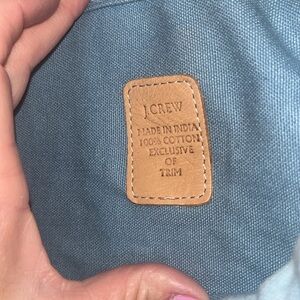 J.CREW
MADE IN INDIA
100% COTTON
EXCLUSIVE
OF
TRIM